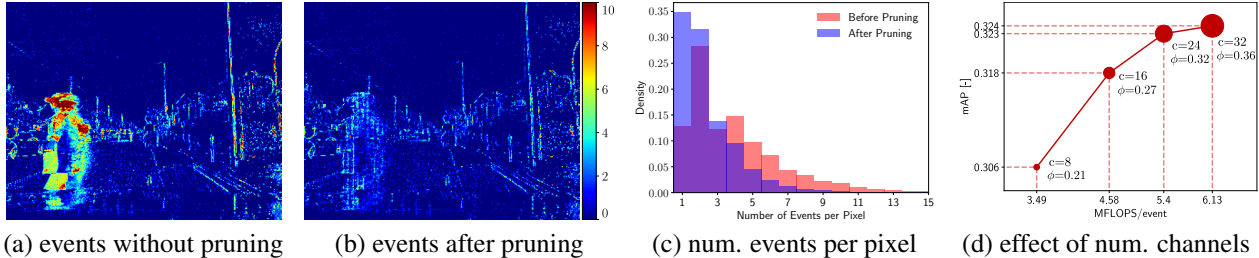 10
8
6
4
2
0
(a) events without pruning
(b) events after pruning
Before Pruning
After Pruning
Density
0.35
0.30
0.25
0.20
0.15
0.10
0.05
0.00
1 3 5 7 9 11 13 15
Number of Events per Pixel
(c) num. events per pixel
mAP [-]
0.324
0.323
0.318
0.306
c=32
ϕ=0.36
c=24
ϕ=0.32
c=16
ϕ=0.27
c=8
ϕ=0.21
3.49 4.58 5.4 6.13
MFLOPS/event
(d) effect of num. channels